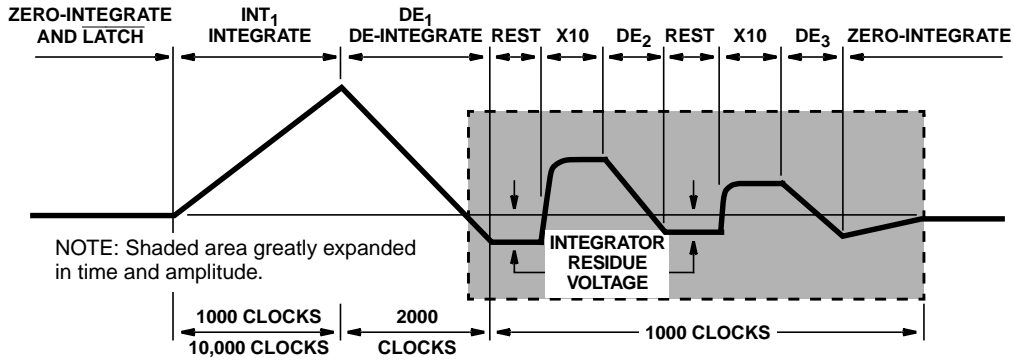 ZERO-INTEGRATE
AND LATCH
INT1
INTEGRATE
DE1
DE-INTEGRATE
REST
X10
DE2
REST
X10
DE3
ZERO-INTEGRATE
NOTE: Shaded area greatly expanded
in time and amplitude.
INTEGRATOR
RESIDUE
VOLTAGE
1000 CLOCKS
10,000 CLOCKS
2000
CLOCKS
1000 CLOCKS